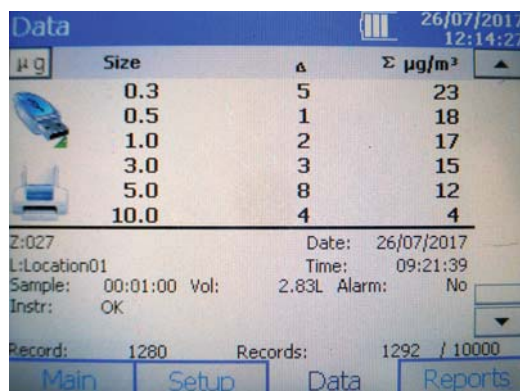 Data 26/07/2017
12:14:27
μg Size Δ Σ μg/m³
0.3 5 23
0.5 1 18
1.0 2 17
3.0 3 15
5.0 8 12
10.0 4 4
Z:027 Date: 26/07/2017
L:Location01 Time: 09:21:39
Sample: 00:01:00 Vol: 2.83L Alarm: No
Instr: OK
Record: 1280 Records: 1292 / 10000
Main Setup Data Reports